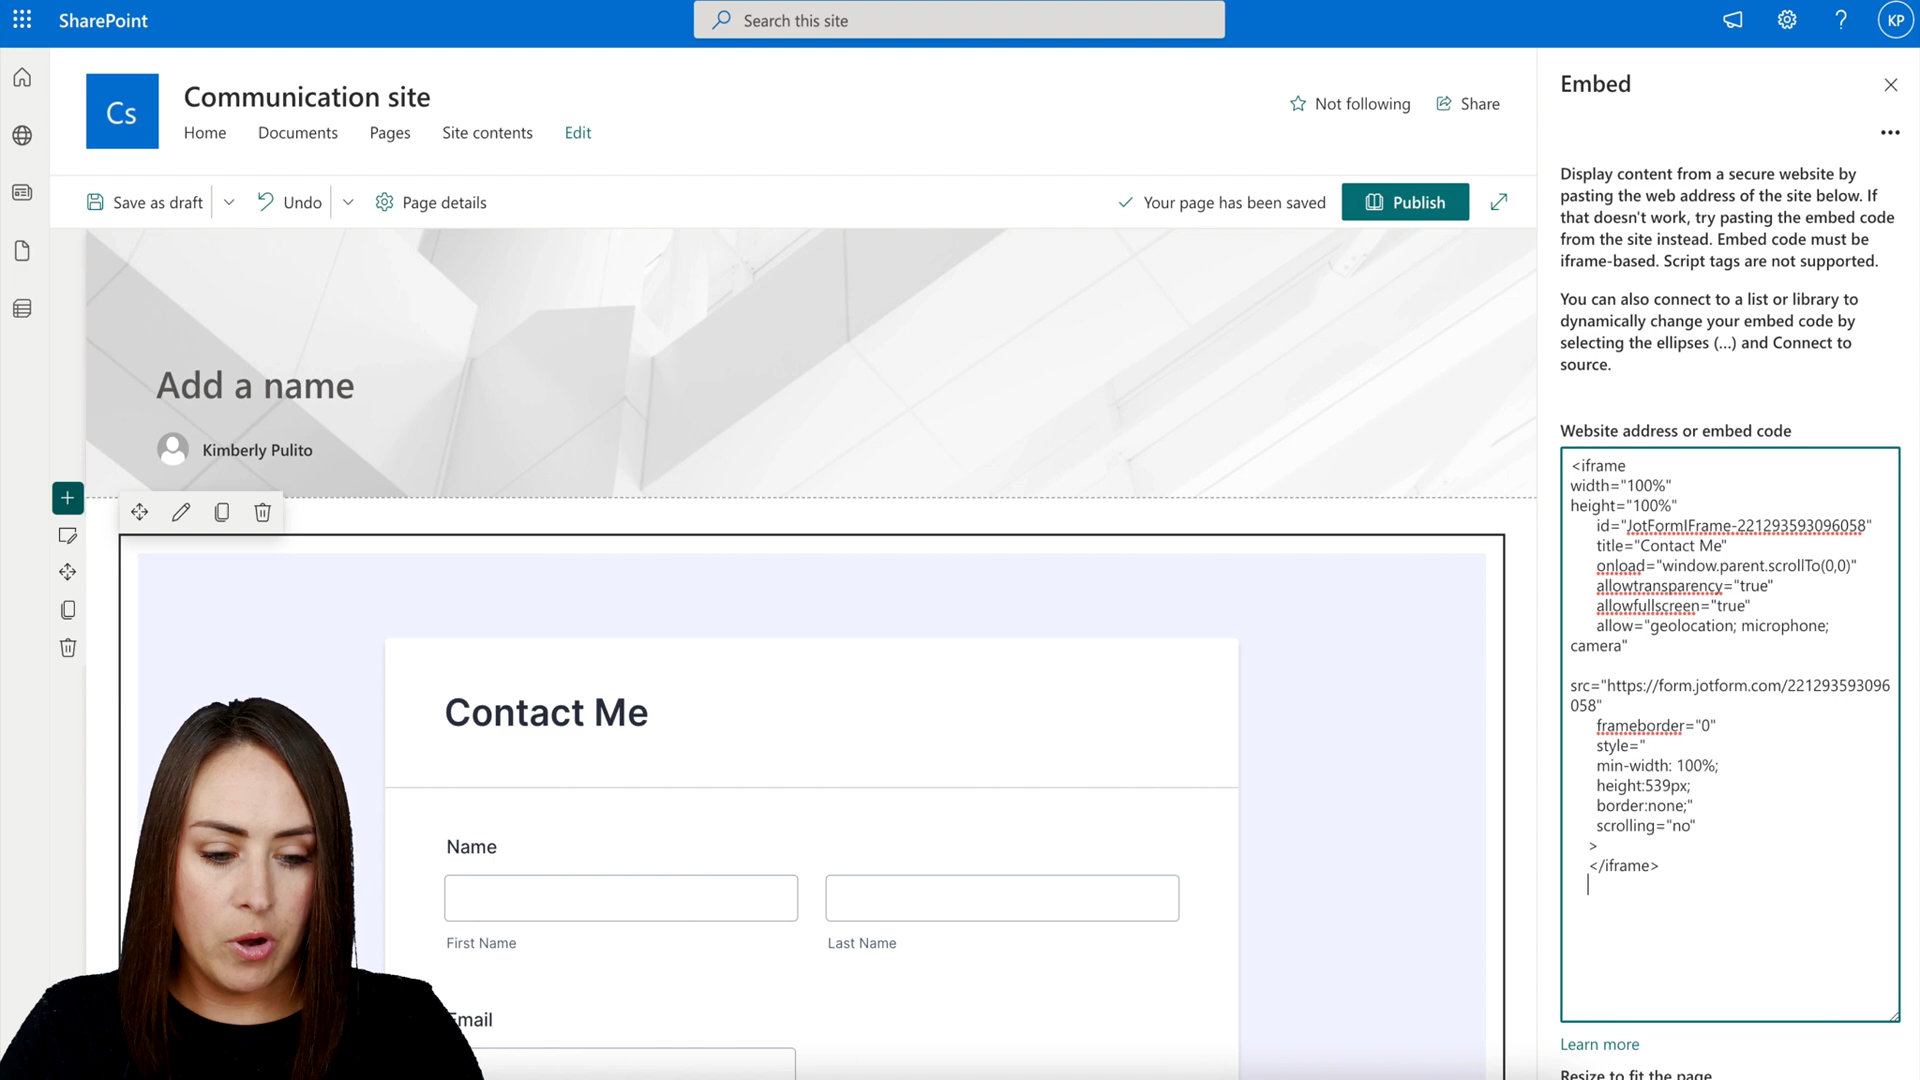 SharePoint
Search this site
KP
Cs
Communication site
Home Documents Pages Site contents Edit
Not following Share
Save as draft Undo Page details
Your page has been saved Publish
Add a name
Kimberly Pulito
Contact Me
Name
First Name Last Name
Email
Embed
Display content from a secure website by
pasting the web address of the site below. If
that doesn't work, try pasting the embed code
from the site instead. Embed code must be
iframe-based. Script tags are not supported.
You can also connect to a list or library to
dynamically change your embed code by
selecting the ellipses (...) and Connect to
source.
Website address or embed code
<iframe
width="100%"
height="100%"
id="JotFormIFrame-221293593096058"
title="Contact Me"
onload="window.parent.scrollTo(0,0)"
allowtransparency="true"
allowfullscreen="true"
allow="geolocation; microphone;
camera"
src="https://form.jotform.com/221293593096
058"
frameborder="0"
style="
min-width: 100%;
height:539px;
border:none;"
scrolling="no"
>
</iframe>
Learn more
Resize to fit the page